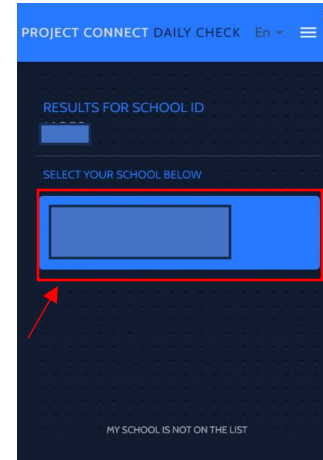 PROJECT CONNECT DAILY CHECK En
RESULTS FOR SCHOOL ID
SELECT YOUR SCHOOL BELOW
MY SCHOOL IS NOT ON THE LIST